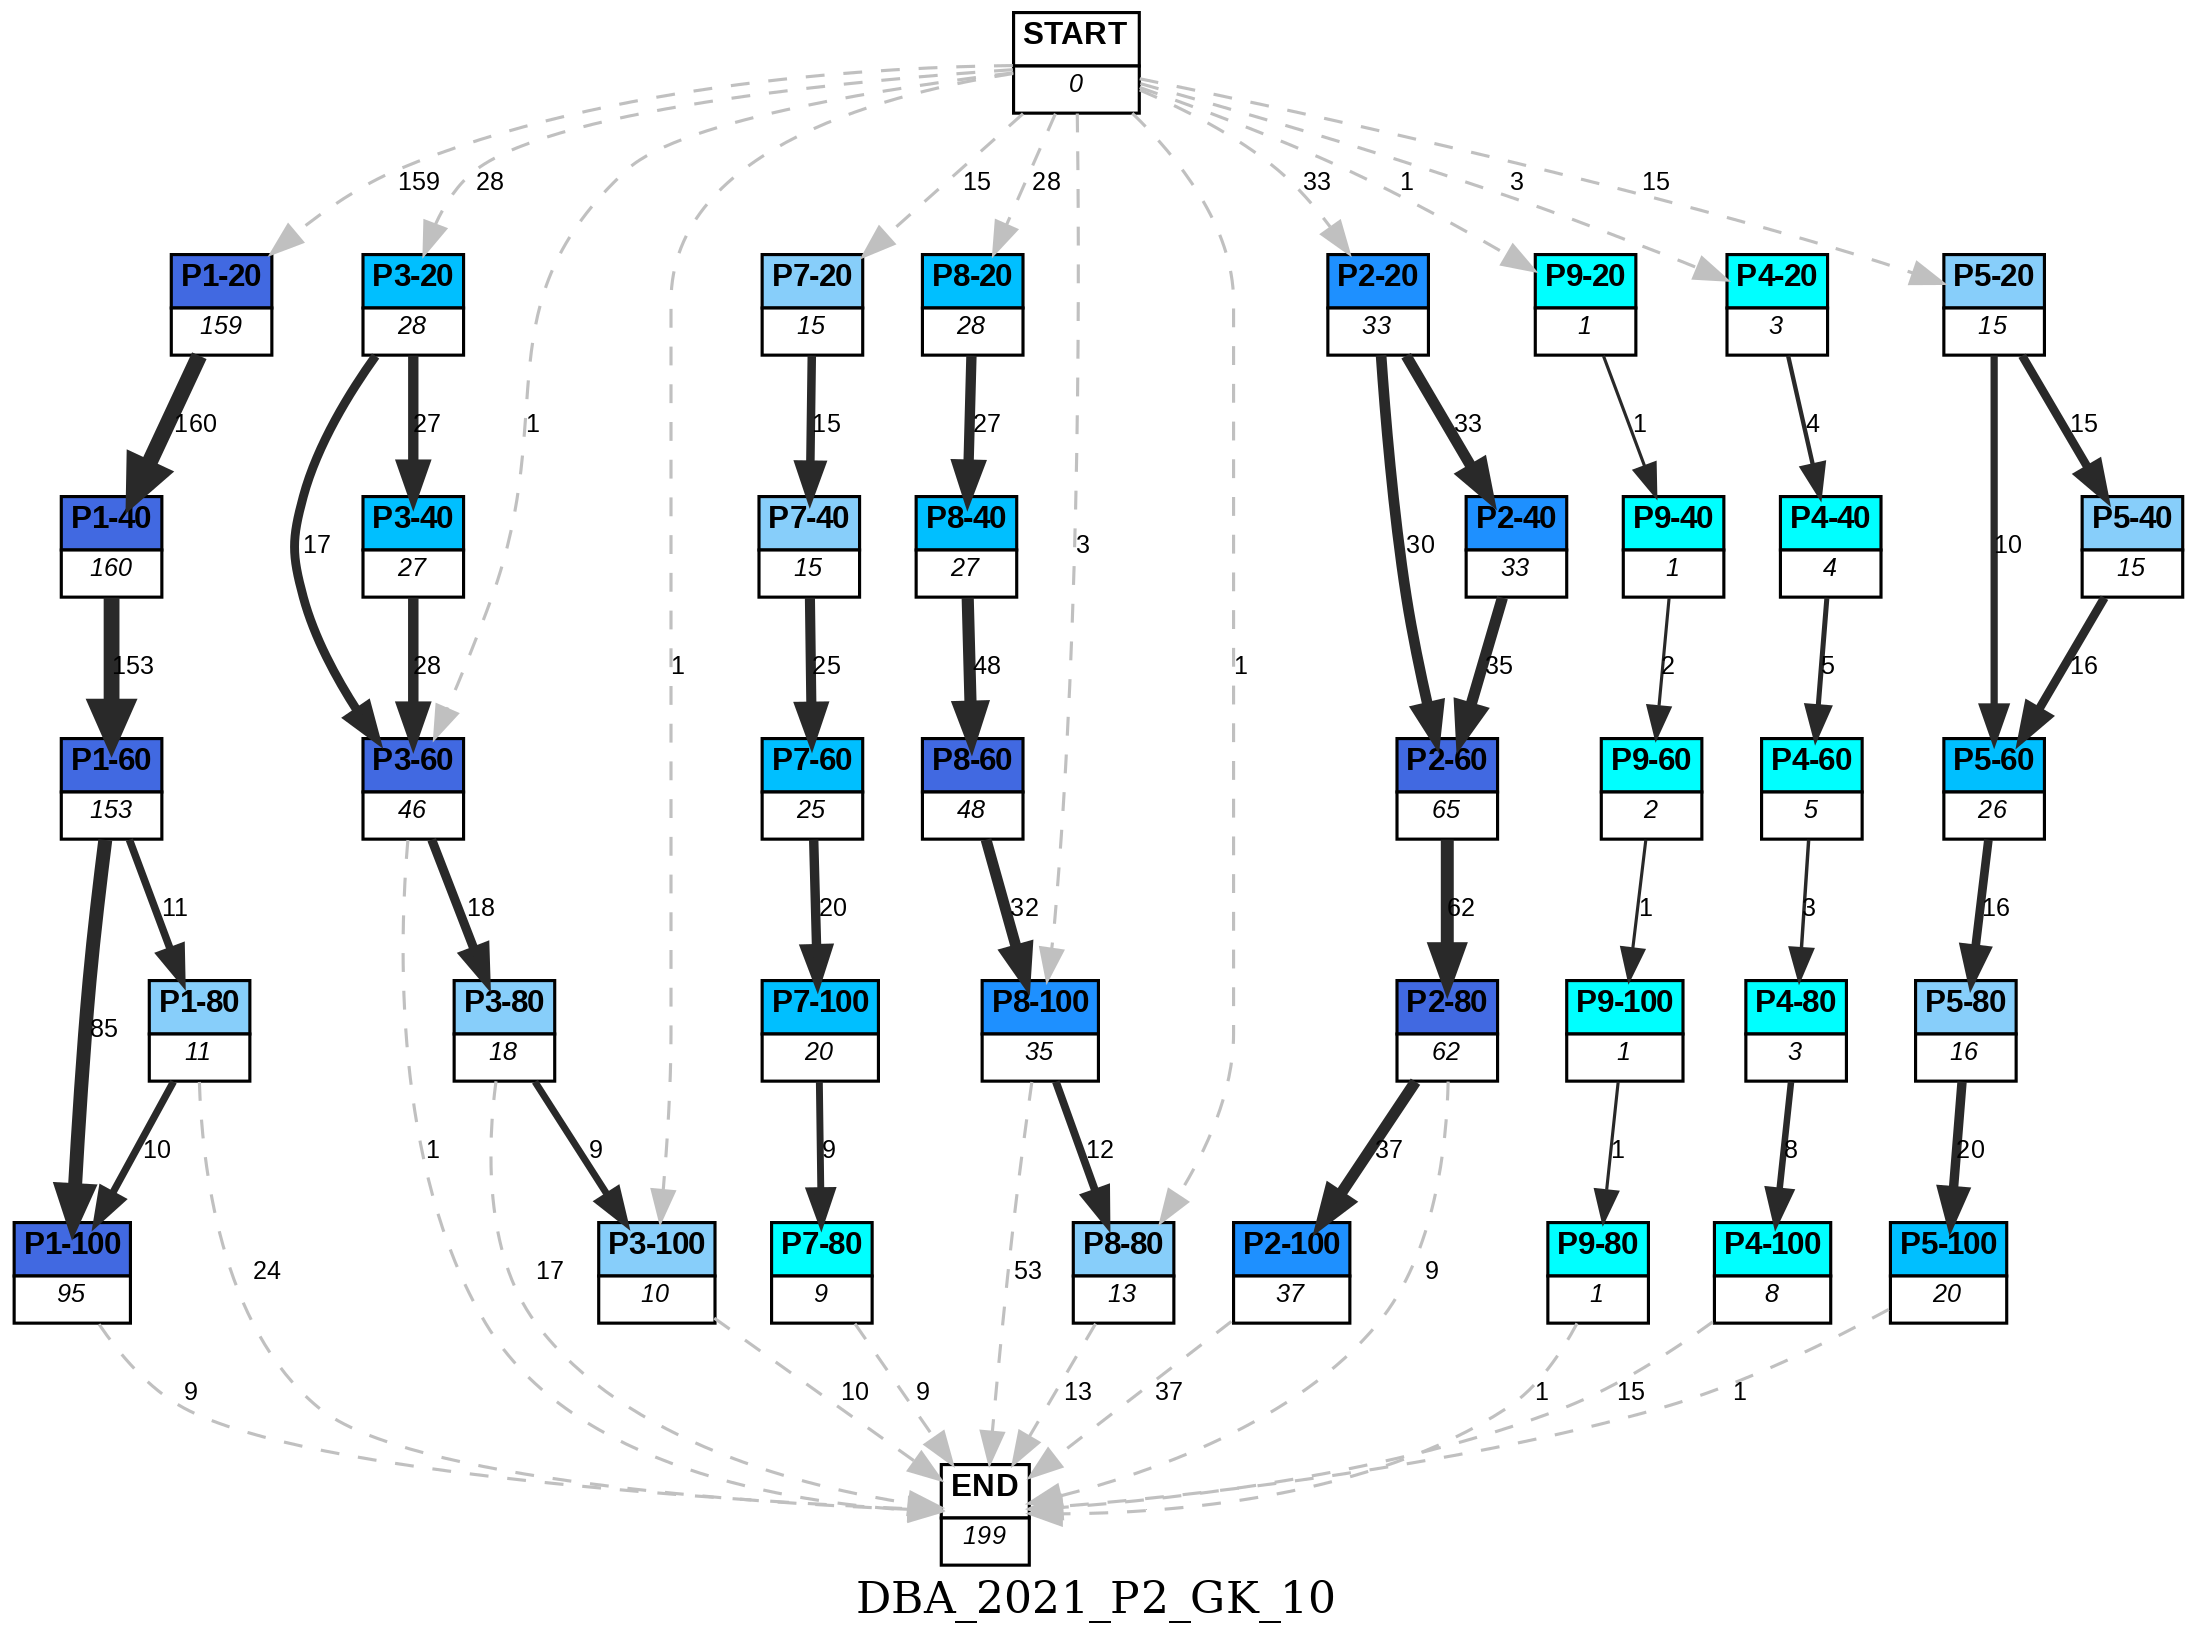 START
0
159
28
15
28
33
1
3
15
P1-20
159
P3-20
28
P7-20
15
P8-20
28
P2-20
33
P9-20
1
P4-20
3
P5-20
15
160
27
1
15
27
33
1
4
15
P1-40
160
17
P3-40
27
P7-40
15
P8-40
27
3
30
P2-40
33
P9-40
1
P4-40
4
10
P5-40
15
153
28
1
25
48
1
35
2
5
16
P1-60
153
P3-60
46
P7-60
25
P8-60
48
P2-60
65
P9-60
2
P4-60
5
P5-60
26
11
18
20
32
62
1
3
16
85
P1-80
11
P3-80
18
P7-100
20
P8-100
35
P2-80
62
P9-100
1
P4-80
3
P5-80
16
10
1
9
9
12
37
1
8
20
P1-100
95
24
17
P3-100
10
P7-80
9
53
P8-80
13
P2-100
37
9
P9-80
1
P4-100
8
P5-100
20
9
10
9
13
37
1
15
1
END
199
DBA_2021_P2_GK_10